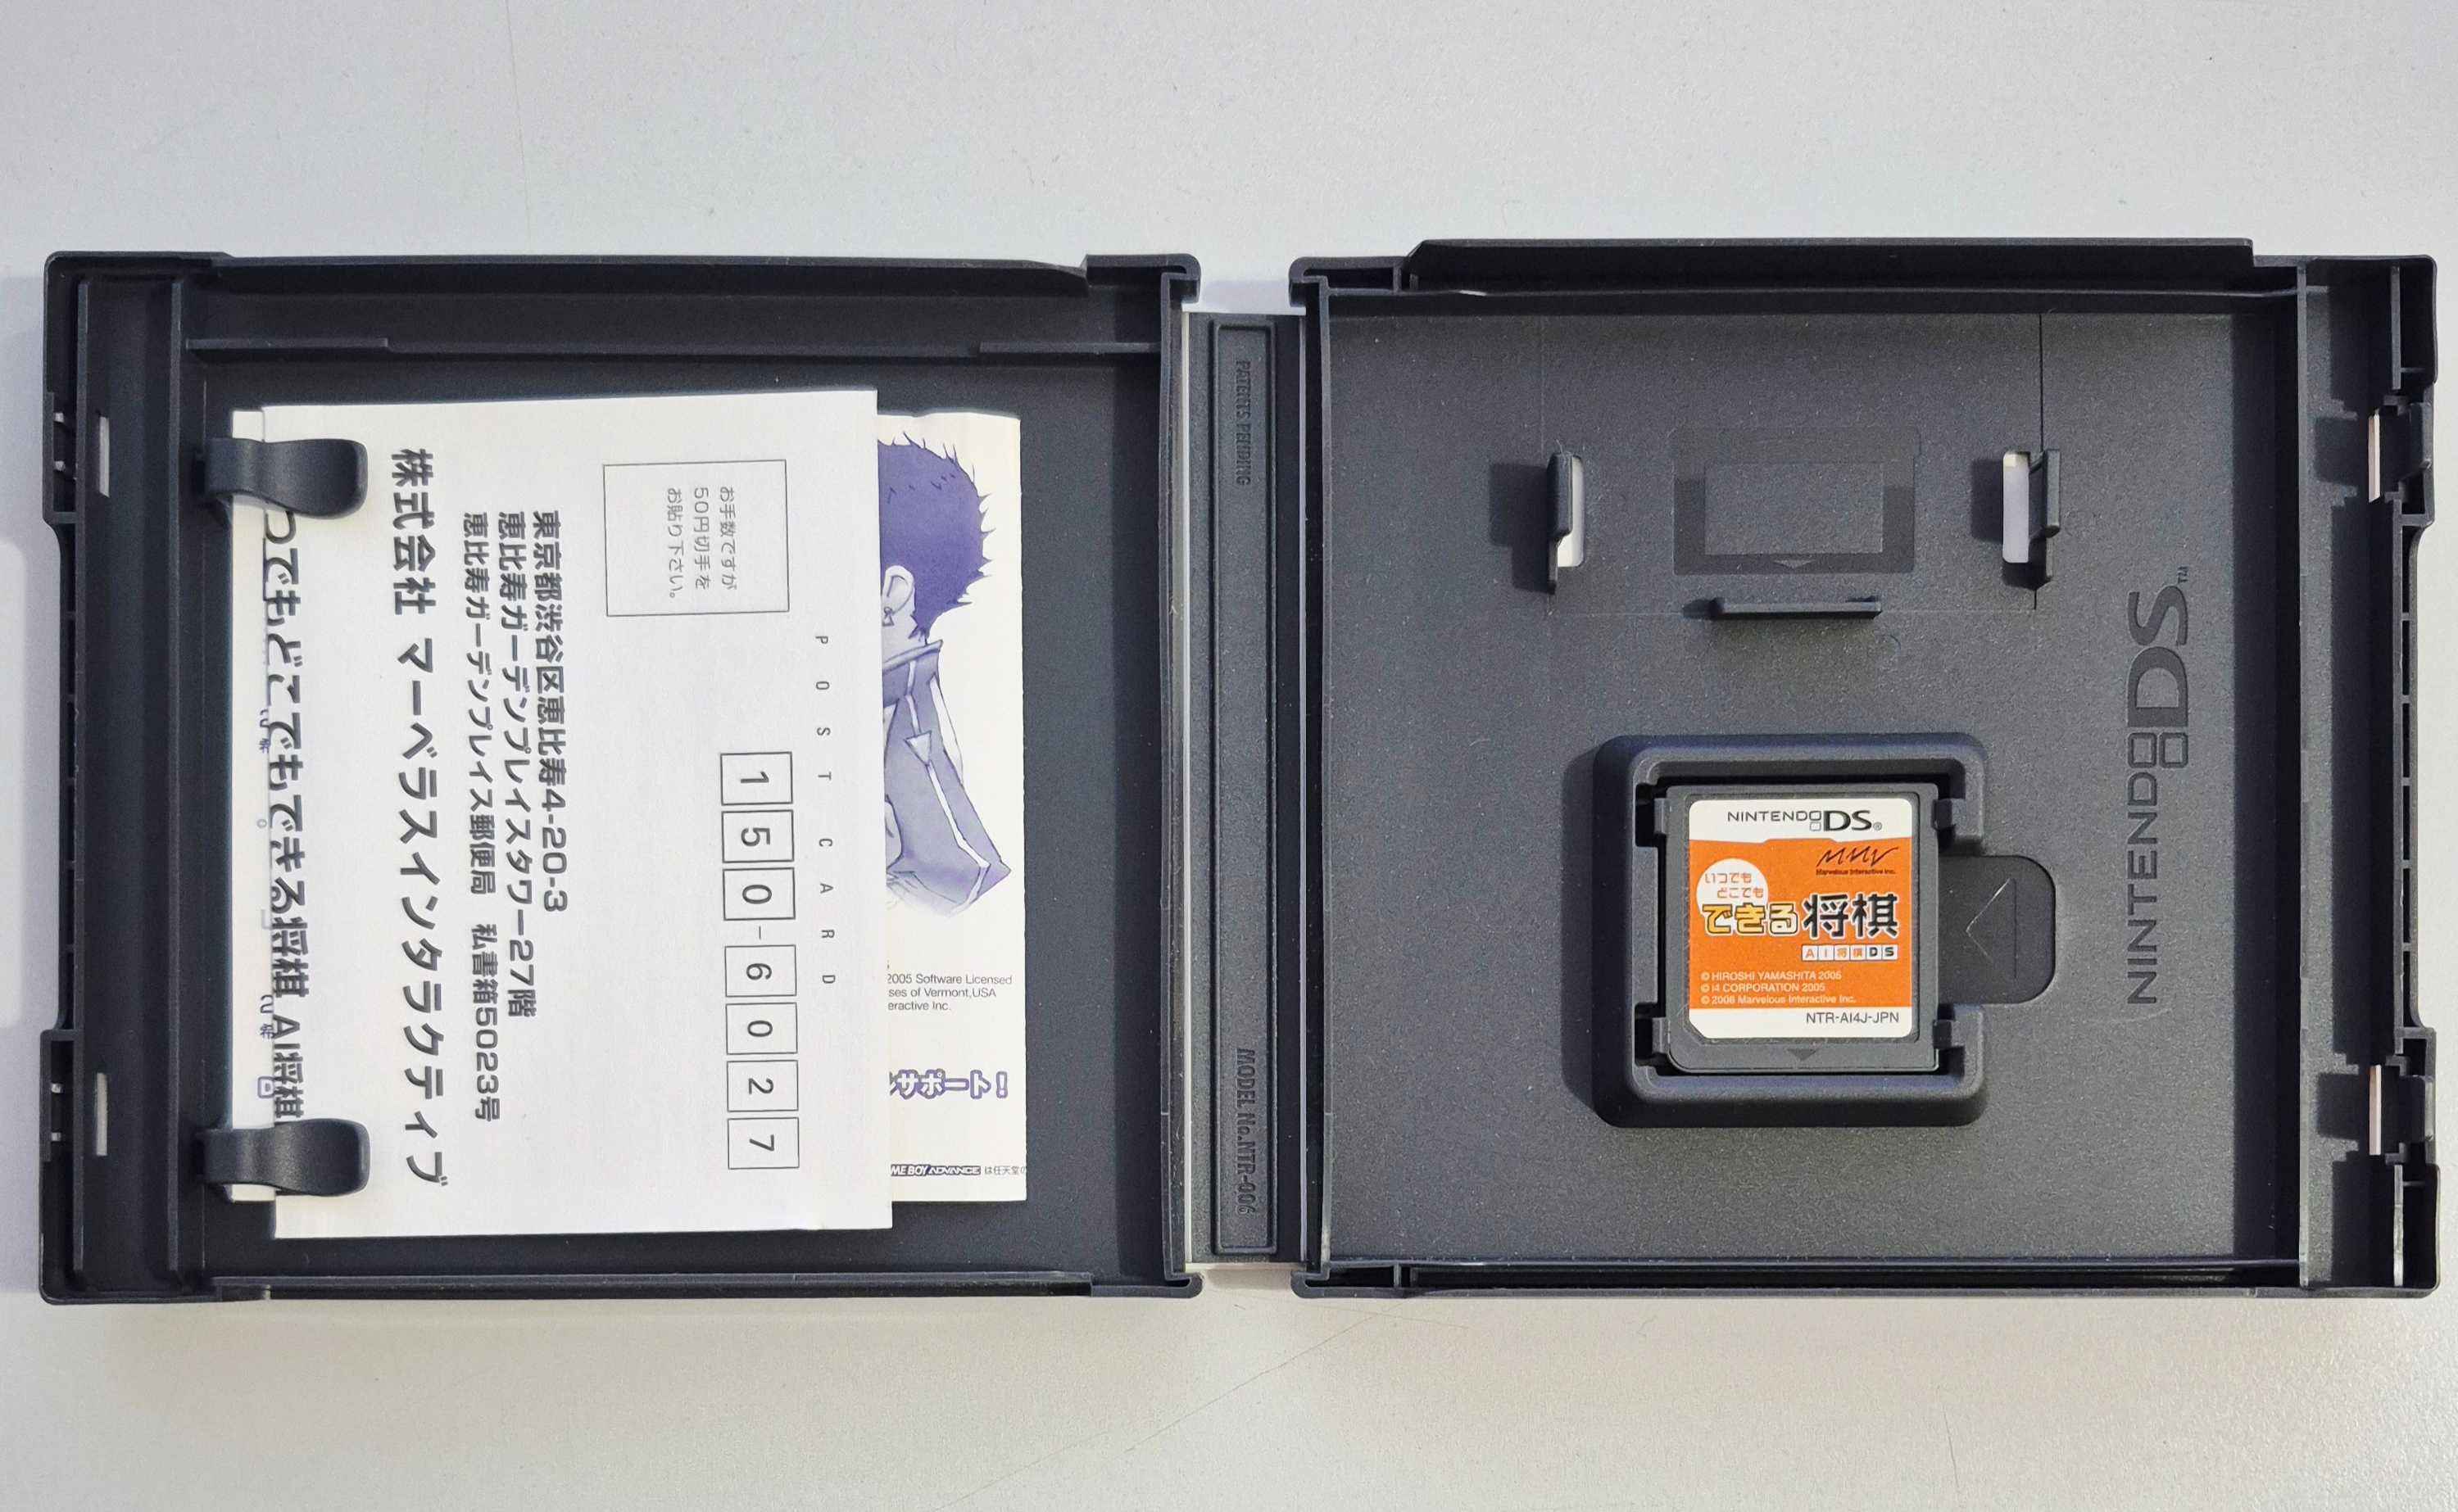 お手数ですが
50円切手を
お貼り下さい。
POST CARD
150-6027
東京都渋谷区恵比寿4-20-3
恵比寿ガーデンプレイスタワー27階
恵比寿ガーデンプレイス郵便局 私書箱5023号
株式会社 マーベラスインタラクティブ
つでもどこでもできる将棋 AI将棋
2005 Software Licensed
ses of Vermont,USA
eractive Inc.
ルサポート!
ME BOY ADVANCE は任天堂の
PATENTS PENDING
MODEL No.NTR-006
NINTENDO DS™
NINTENDO DS®
Marvelous Interactive Inc.
いつでも
どこでも
できる将棋
AI将棋DS
© HIROSHI YAMASHITA 2005
© I4 CORPORATION 2005
© 2006 Marvelous Interactive Inc.
NTR-AI4J-JPN